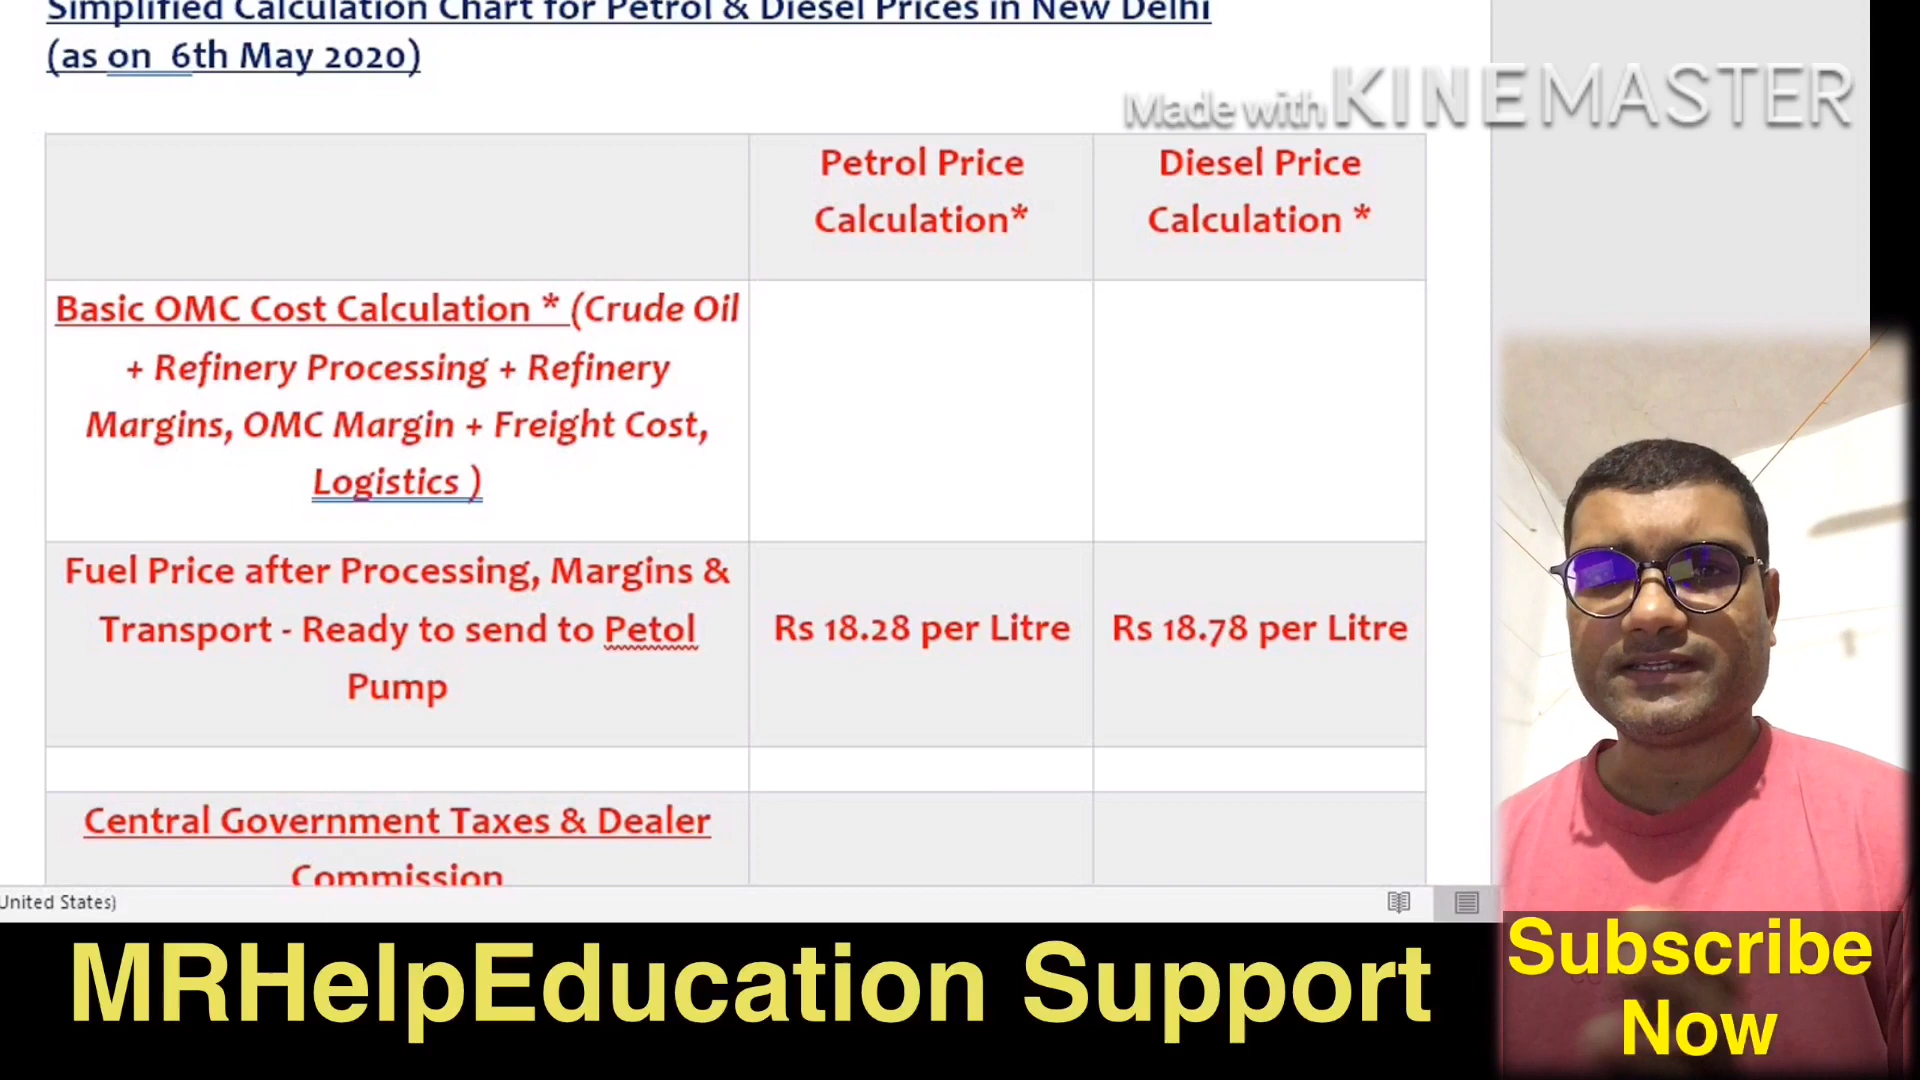 Simplified Calculation Chart for Petrol & Diesel Prices in New Delhi
(as on 6th May 2020)
Made with KINEMASTER
Petrol Price
Calculation*
Diesel Price
Calculation *
Basic OMC Cost Calculation * (Crude Oil
+ Refinery Processing + Refinery
Margins, OMC Margin + Freight Cost,
Logistics )
Fuel Price after Processing, Margins &
Transport - Ready to send to Petol
Pump
Rs 18.28 per Litre
Rs 18.78 per Litre
Central Government Taxes & Dealer
Commission
United States)
MRHelpEducation Support
Subscribe
Now